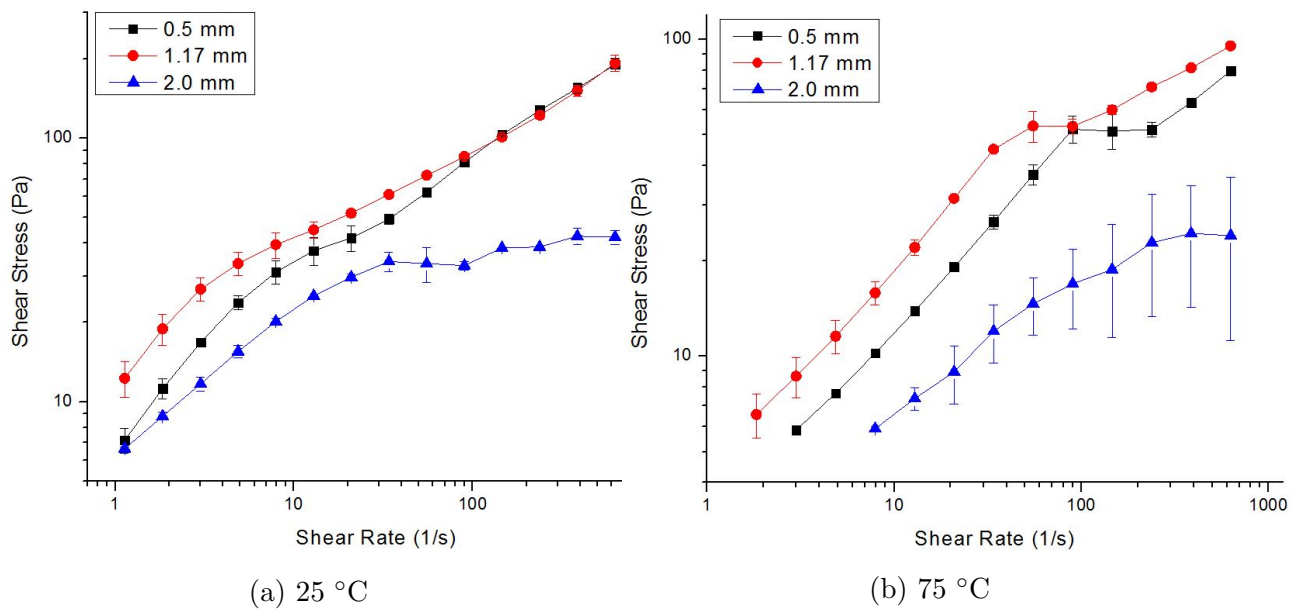 0.5 mm
1.17 mm
2.0 mm
100
10
Shear Stress (Pa)
1
10
100
Shear Rate (1/s)
(a) 25 °C
0.5 mm
1.17 mm
2.0 mm
100
10
Shear Stress (Pa)
1
10
100
1000
Shear Rate (1/s)
(b) 75 °C